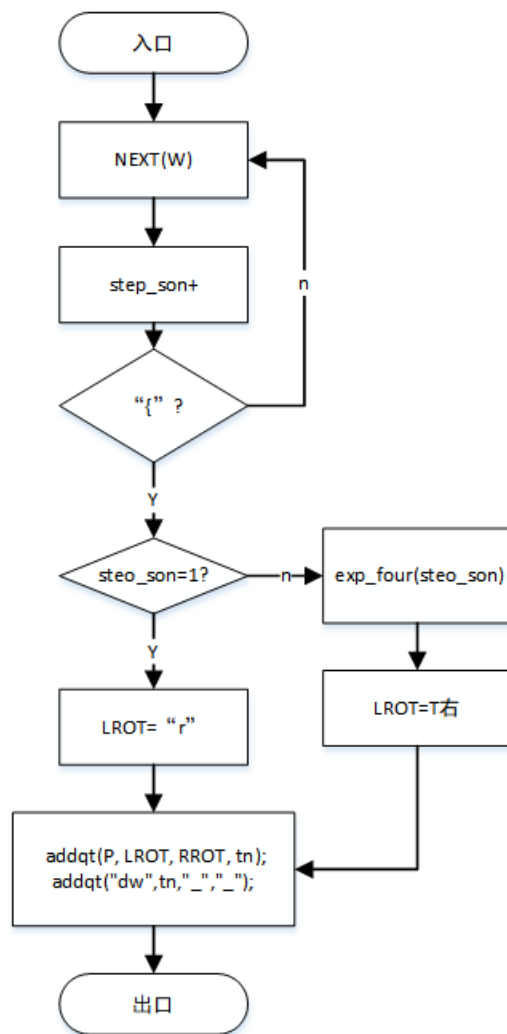 入口
NEXT(W)
step_son+
n
“{” ?
Y
steo_son=1?
n
exp_four(steo_son)
Y
LROT= “r”
LROT=T右
addqt(P, LROT, RROT, tn);
addqt("dw",tn,"_","_");
出口